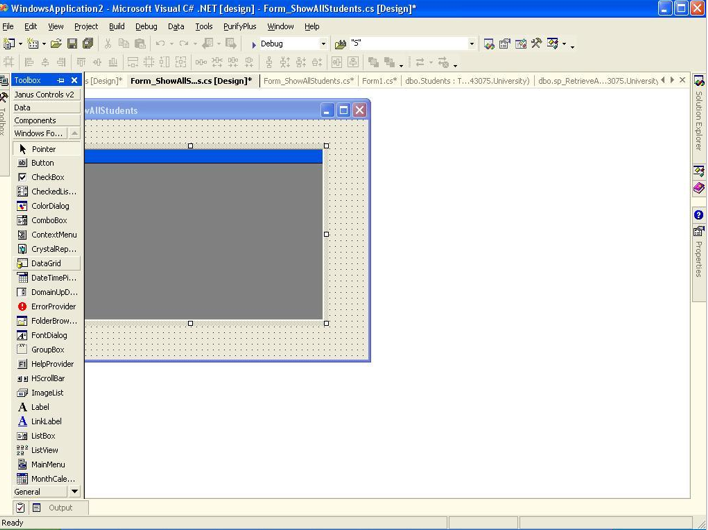 WindowsApplication2 - Microsoft Visual C# .NET [design] - Form_ShowAllStudents.cs [Design]*
File Edit View Project Build Debug Data Tools PurifyPlus Window Help
Debug "S"
Toolbox s [Design]* Form_ShowAllS...s.cs [Design]* Form_ShowAllStudents.cs* Form1.cs* dbo.Students : T...43075.University) dbo.sp_RetrieveA...3075.University
Janus Controls v2
Data
Components
Windows Fo...
Pointer
Button
CheckBox
CheckedLis...
ColorDialog
ComboBox
ContextMenu
CrystalRep...
DataGrid
DateTimePi...
DomainUpD...
ErrorProvider
FolderBrow...
FontDialog
GroupBox
HelpProvider
HScrollBar
ImageList
Label
LinkLabel
ListBox
ListView
MainMenu
MonthCale...
General
Toolbox
owAllStudents
Solution Explorer
Properties
Output
Ready